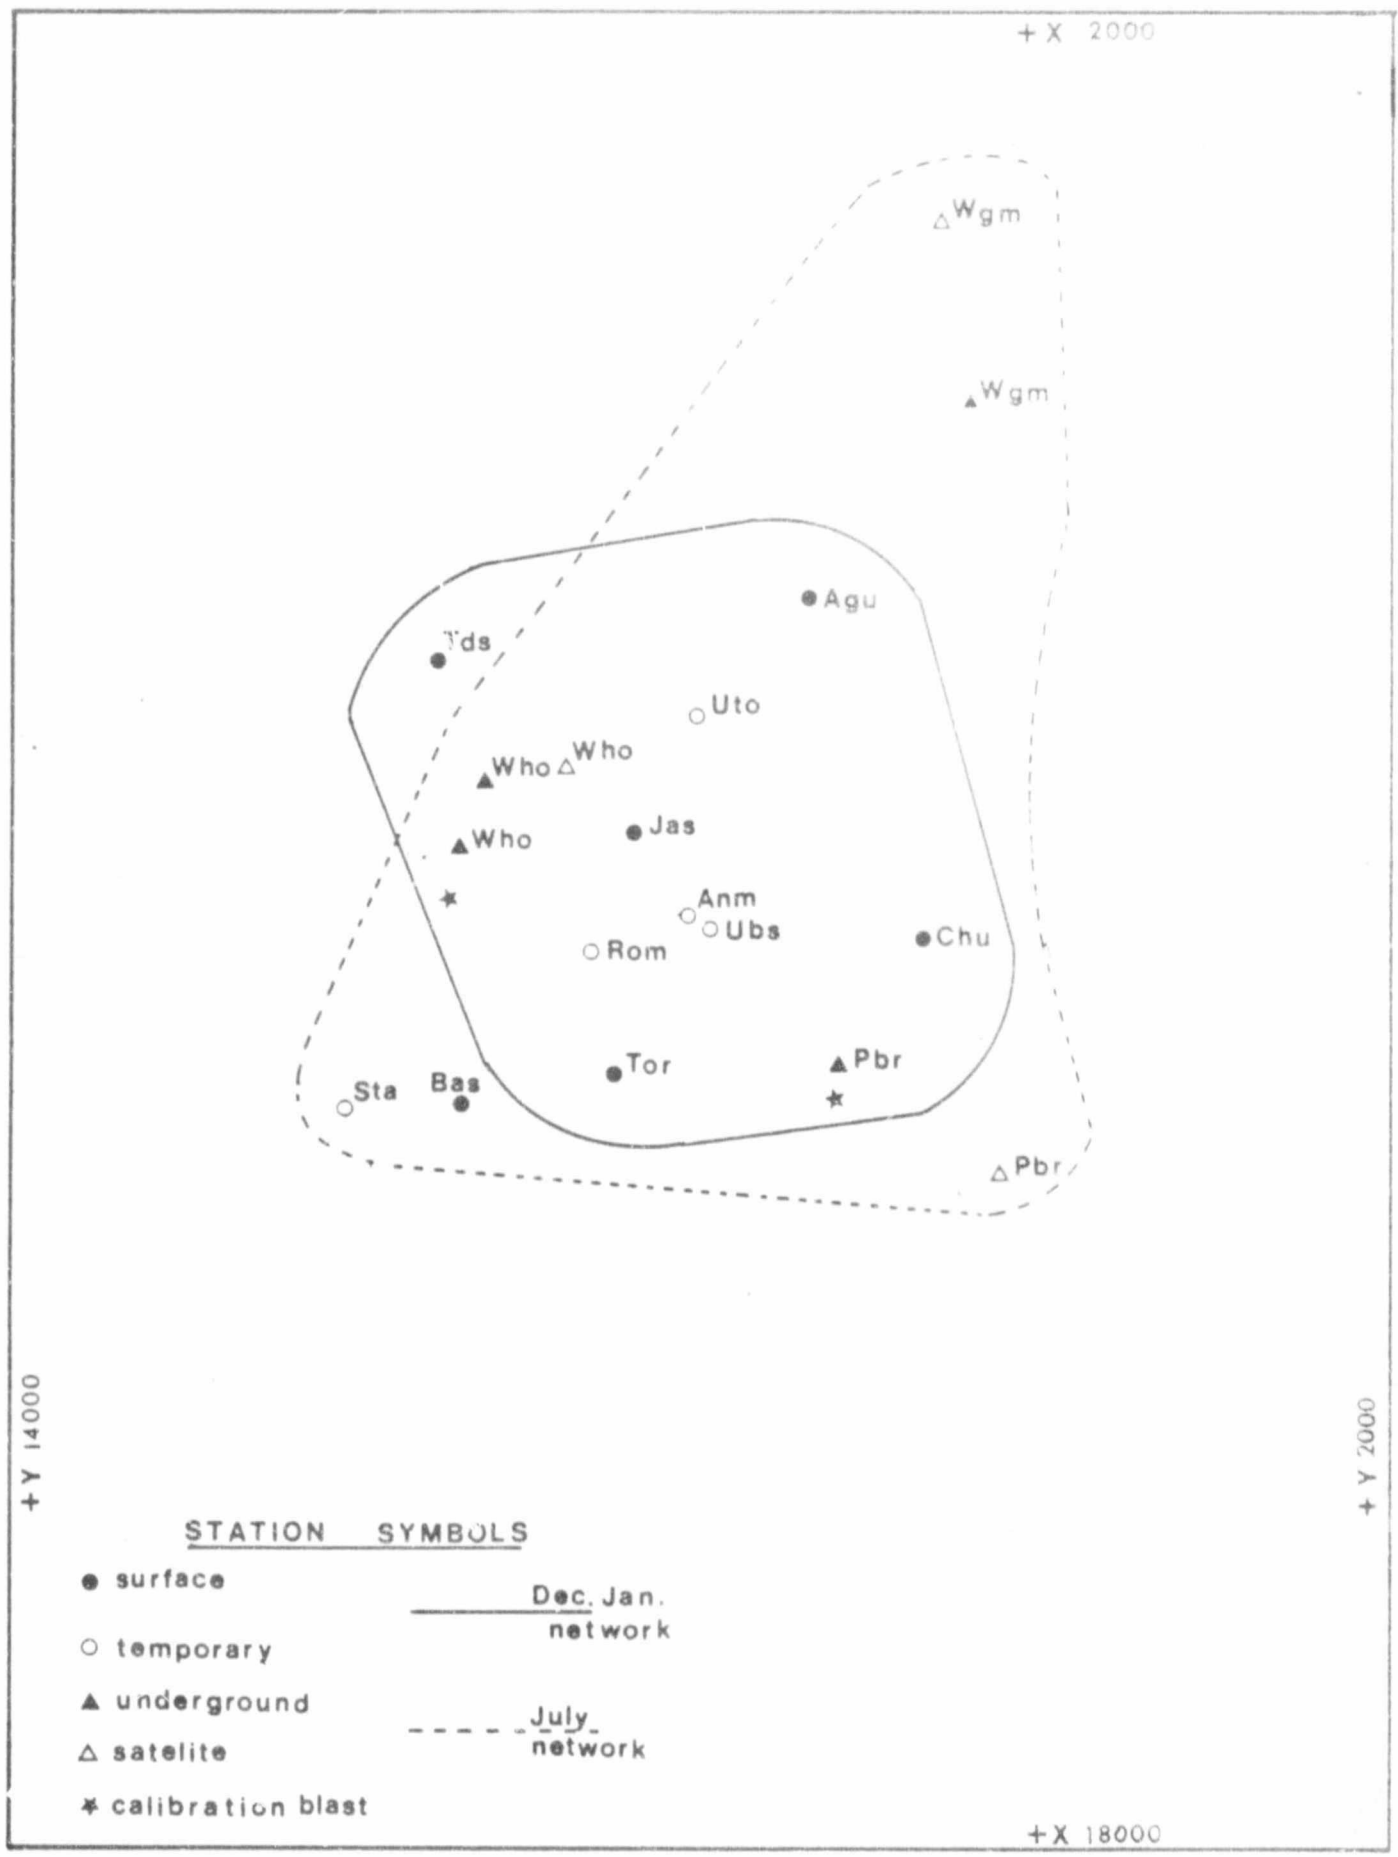 + X 2000
Wgm
Wgm
Agu
Tds
Uto
Who
Who
Jas
Who
Anm
Ubs
Chu
Rom
Tor
Pbr
Bas
Sta
Pbr
+ Y 14000
+ Y 2000
STATION SYMBOLS
surface
Dec. Jan.
network
temporary
underground
July
network
satelite
calibration blast
+X 18000